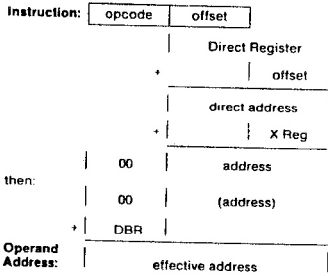 Instruction: opcode offset
Direct Register
+ offset
direct address
+ X Reg
00 address
then:
00 (address)
+ DBR
Operand
Address: effective address